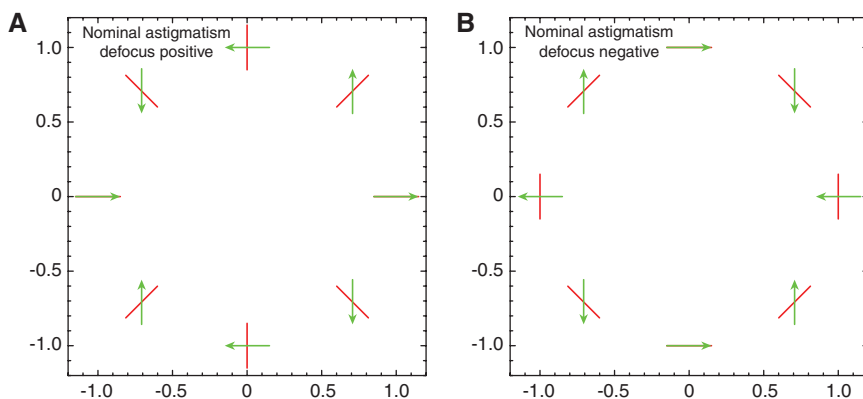 A
Nominal astigmatism
defocus positive
1.0
0.5
0
-0.5
-1.0
-1.0 -0.5 0 0.5 1.0
B
Nominal astigmatism
defocus negative
1.0
0.5
0
-0.5
-1.0
-1.0 -0.5 0 0.5 1.0